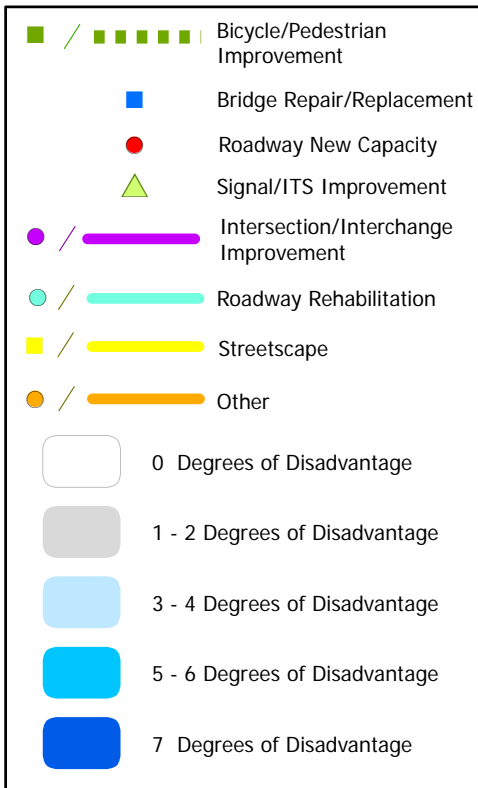 Bicycle/Pedestrian
Improvement
Bridge Repair/Replacement
Roadway New Capacity
Signal/ITS Improvement
Intersection/Interchange
Improvement
Roadway Rehabilitation
Streetscape
Other
0 Degrees of Disadvantage
1 - 2 Degrees of Disadvantage
3 - 4 Degrees of Disadvantage
5 - 6 Degrees of Disadvantage
7 Degrees of Disadvantage